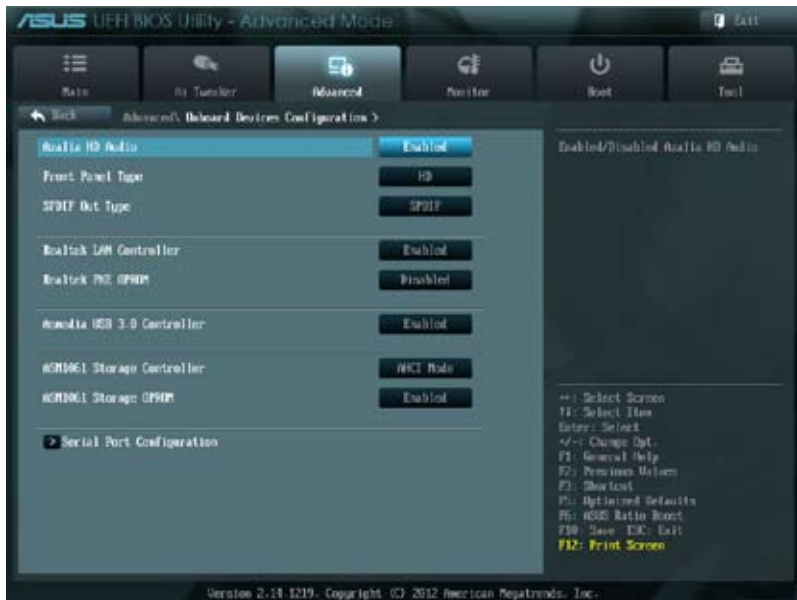 ASUS UEFI BIOS Utility - Advanced Mode
Exit
Main
Ai Tweaker
Advanced
Monitor
Boot
Tool
Back Advanced\ Onboard Devices Configuration >
Azalia HD Audio Enabled
Enabled/Disabled Azalia HD Audio
Front Panel Type HD
SPDIF Out Type SPDIF
Realtek LAN Controller Enabled
Realtek PXE OPROM Disabled
Asmedia USB 3.0 Controller Enabled
ASM1061 Storage Controller AHCI Mode
ASM1061 Storage OPROM Enabled
> Serial Port Configuration
↔: Select Screen
↑↓: Select Item
Enter: Select
+/-: Change Opt.
F1: General Help
F2: Previous Values
F3: Shortcut
F5: Optimized Defaults
F6: ASUS Ratio Boost
F10: Save ESC: Exit
F12: Print Screen
Version 2.14.1219. Copyright (C) 2012 American Megatrends, Inc.